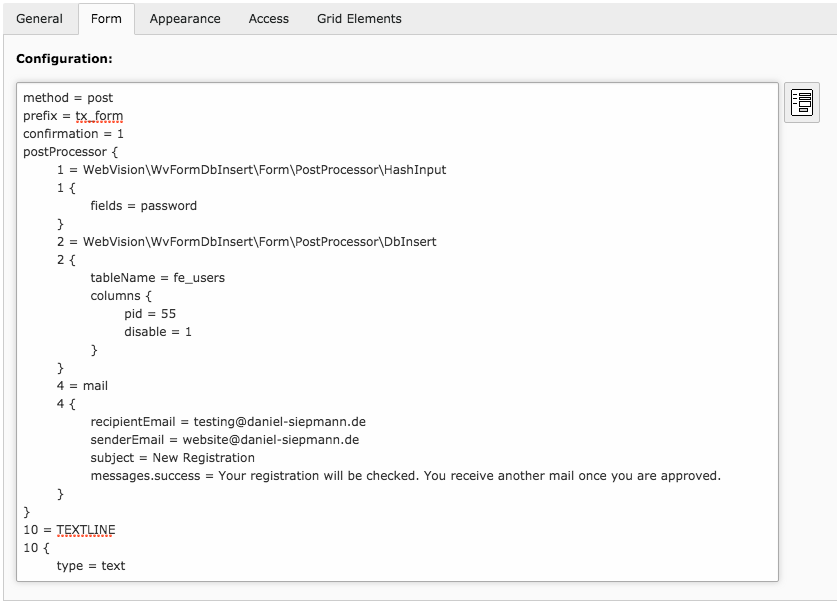 General Form Appearance Access Grid Elements
Configuration:
method = post
prefix = tx_form
confirmation = 1
postProcessor {
1 = WebVision\WvFormDbInsert\Form\PostProcessor\HashInput
1 {
fields = password
}
2 = WebVision\WvFormDbInsert\Form\PostProcessor\DbInsert
2 {
tableName = fe_users
columns {
pid = 55
disable = 1
}
}
4 = mail
4 {
recipientEmail = testing@daniel-siepmann.de
senderEmail = website@daniel-siepmann.de
subject = New Registration
messages.success = Your registration will be checked. You receive another mail once you are approved.
}
}
10 = TEXTLINE
10 {
type = text